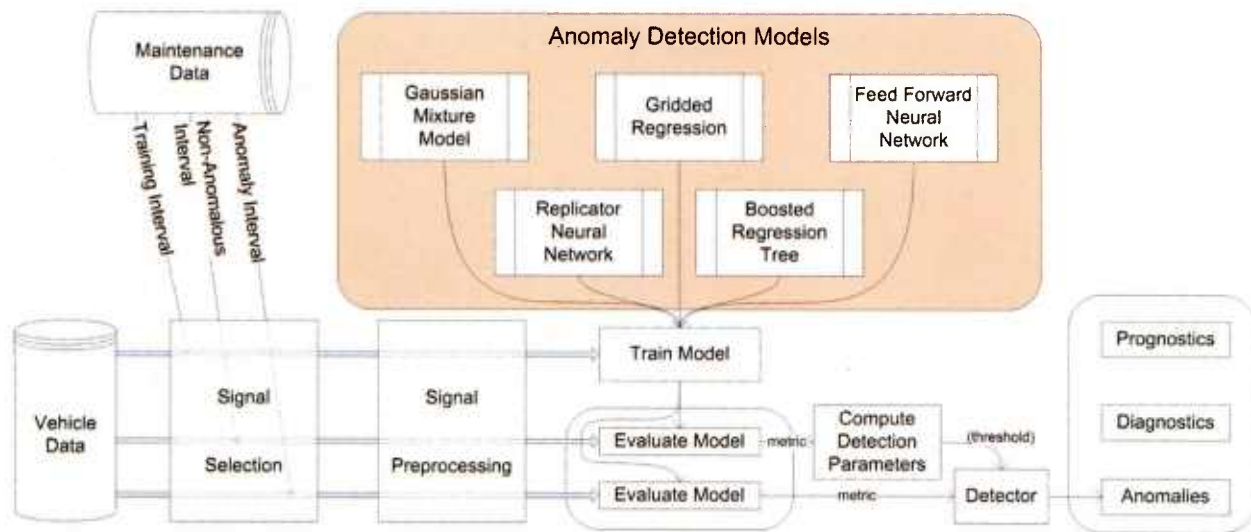 Maintenance
Data
Training Interval
Non-Anomalous
Interval
Anomaly Interval
Anomaly Detection Models
Gaussian
Mixture
Model
Gridded
Regression
Feed Forward
Neural
Network
Replicator
Neural
Network
Boosted
Regression
Tree
Vehicle
Data
Signal
Selection
Signal
Preprocessing
Train Model
Evaluate Model
metric
Compute
Detection
Parameters
(threshold)
Evaluate Model
metric
Detector
Prognostics
Diagnostics
Anomalies